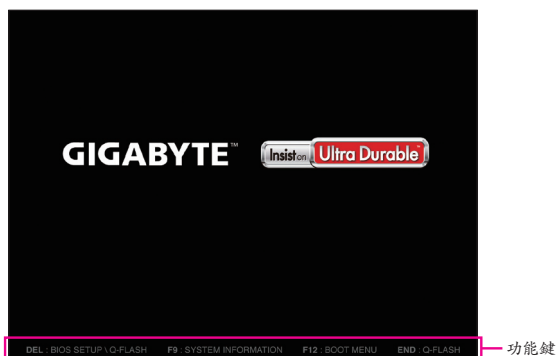 GIGABYTE™
Insist on Ultra Durable™
DEL : BIOS SETUP \ Q-FLASH F9 : SYSTEM INFORMATION F12 : BOOT MENU END : Q-FLASH
功能鍵